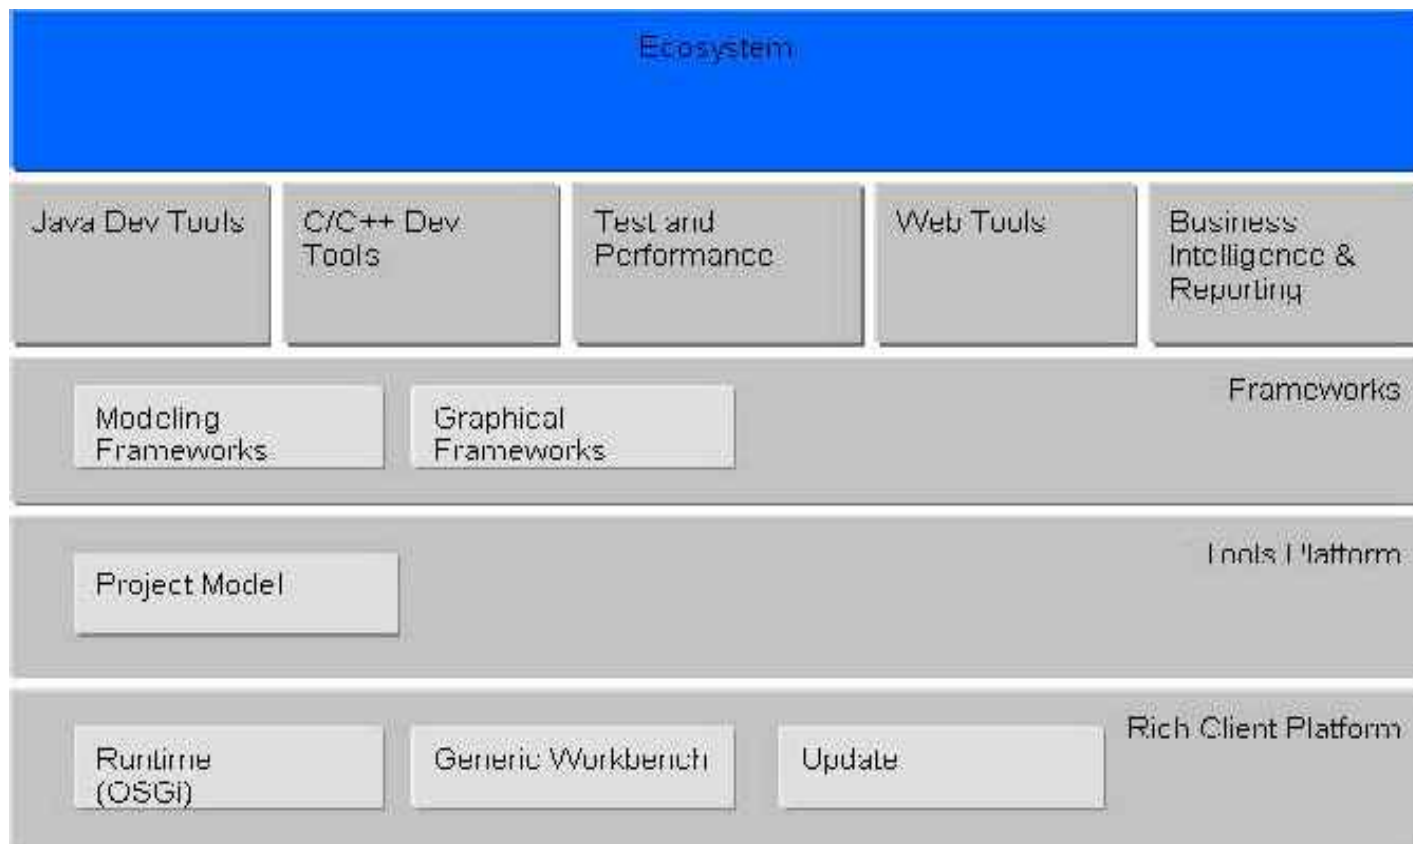 Ecosystem
Java Dev Tools
C/C++ Dev
Tools
Test and
Performance
Web Tools
Business
Intelligence &
Reporting
Frameworks
Modeling
Frameworks
Graphical
Frameworks
Tools Platform
Project Model
Rich Client Platform
Runtime
(OSGi)
Generic Workbench
Update